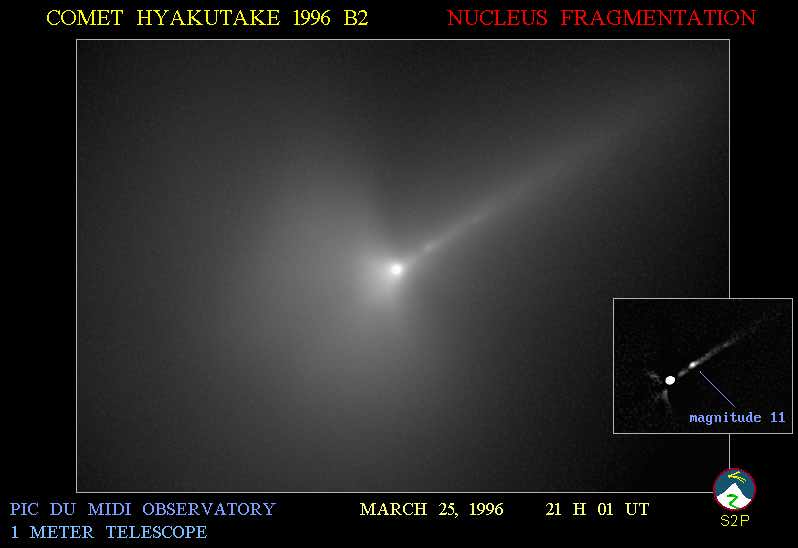 COMET HYAKUTAKE 1996 B2 NUCLEUS FRAGMENTATION
magnitude 11
PIC DU MIDI OBSERVATORY MARCH 25, 1996 21 H 01 UT
1 METER TELESCOPE
S2P